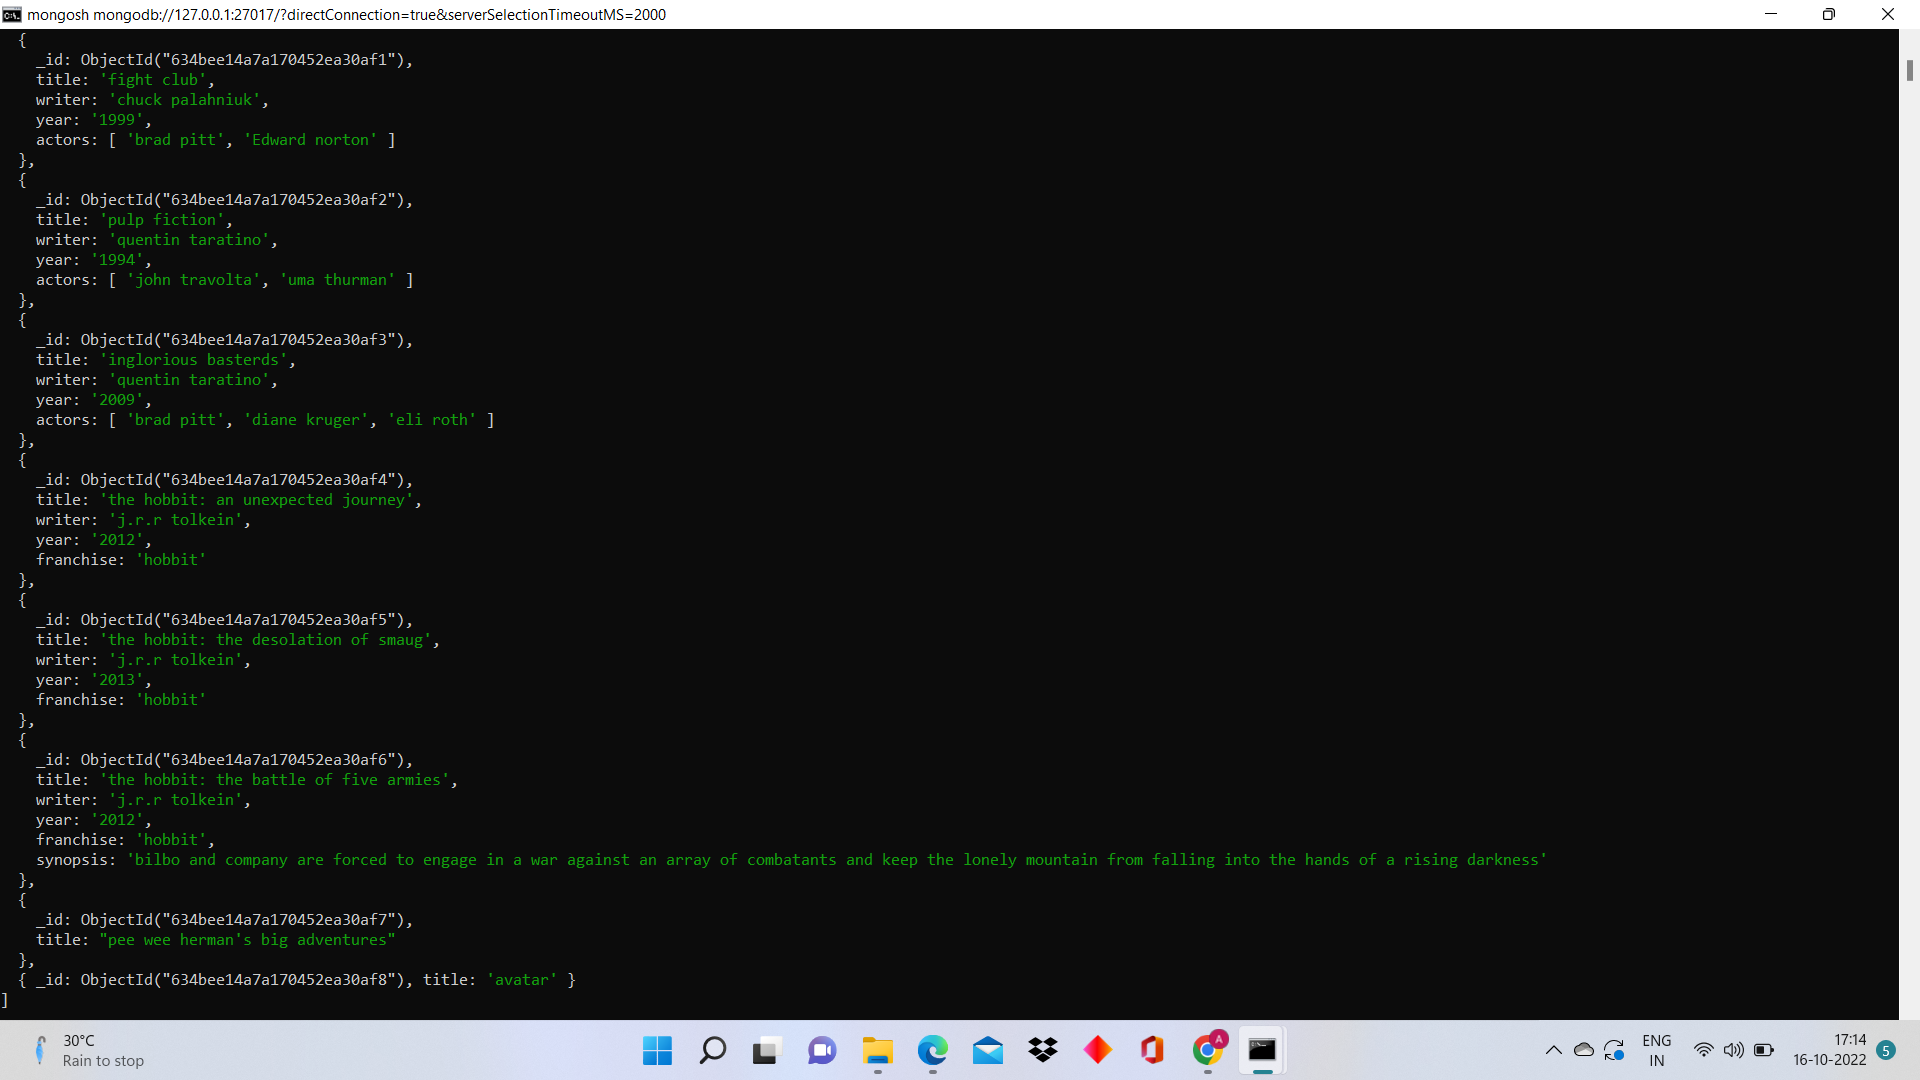 mongosh mongodb://127.0.0.1:27017/?directConnection=true&serverSelectionTimeoutMS=2000
{
_id: ObjectId("634bee14a7a170452ea30af1"),
title: 'fight club',
writer: 'chuck palahniuk',
year: '1999',
actors: [ 'brad pitt', 'Edward norton' ]
},
{
_id: ObjectId("634bee14a7a170452ea30af2"),
title: 'pulp fiction',
writer: 'quentin taratino',
year: '1994',
actors: [ 'john travolta', 'uma thurman' ]
},
{
_id: ObjectId("634bee14a7a170452ea30af3"),
title: 'inglorious basterds',
writer: 'quentin taratino',
year: '2009',
actors: [ 'brad pitt', 'diane kruger', 'eli roth' ]
},
{
_id: ObjectId("634bee14a7a170452ea30af4"),
title: 'the hobbit: an unexpected journey',
writer: 'j.r.r tolkein',
year: '2012',
franchise: 'hobbit'
},
{
_id: ObjectId("634bee14a7a170452ea30af5"),
title: 'the hobbit: the desolation of smaug',
writer: 'j.r.r tolkein',
year: '2013',
franchise: 'hobbit'
},
{
_id: ObjectId("634bee14a7a170452ea30af6"),
title: 'the hobbit: the battle of five armies',
writer: 'j.r.r tolkein',
year: '2012',
franchise: 'hobbit',
synopsis: 'bilbo and company are forced to engage in a war against an array of combatants and keep the lonely mountain from falling into the hands of a rising darkness'
},
{
_id: ObjectId("634bee14a7a170452ea30af7"),
title: "pee wee herman's big adventures"
},
{ _id: ObjectId("634bee14a7a170452ea30af8"), title: 'avatar' }
]
30°C
Rain to stop
A
ENG
IN
17:14
16-10-2022
5